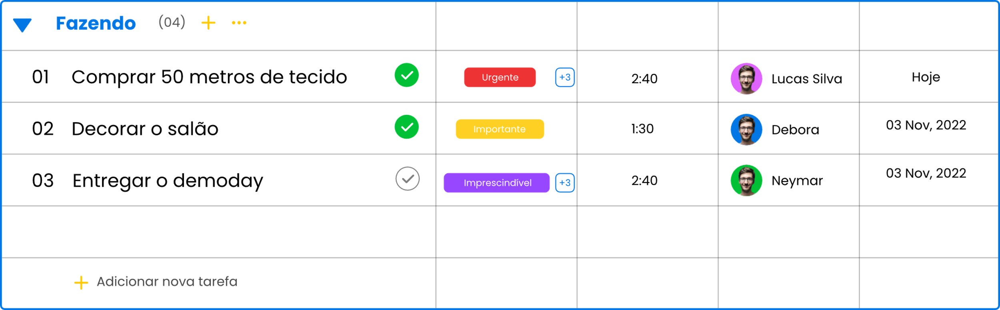 Fazendo (04)
01 Comprar 50 metros de tecido Urgente +3 2:40 Lucas Silva Hoje
02 Decorar o salão Importante 1:30 Debora 03 Nov, 2022
03 Entregar o demoday Imprescindível +3 2:40 Neymar 03 Nov, 2022
Adicionar nova tarefa